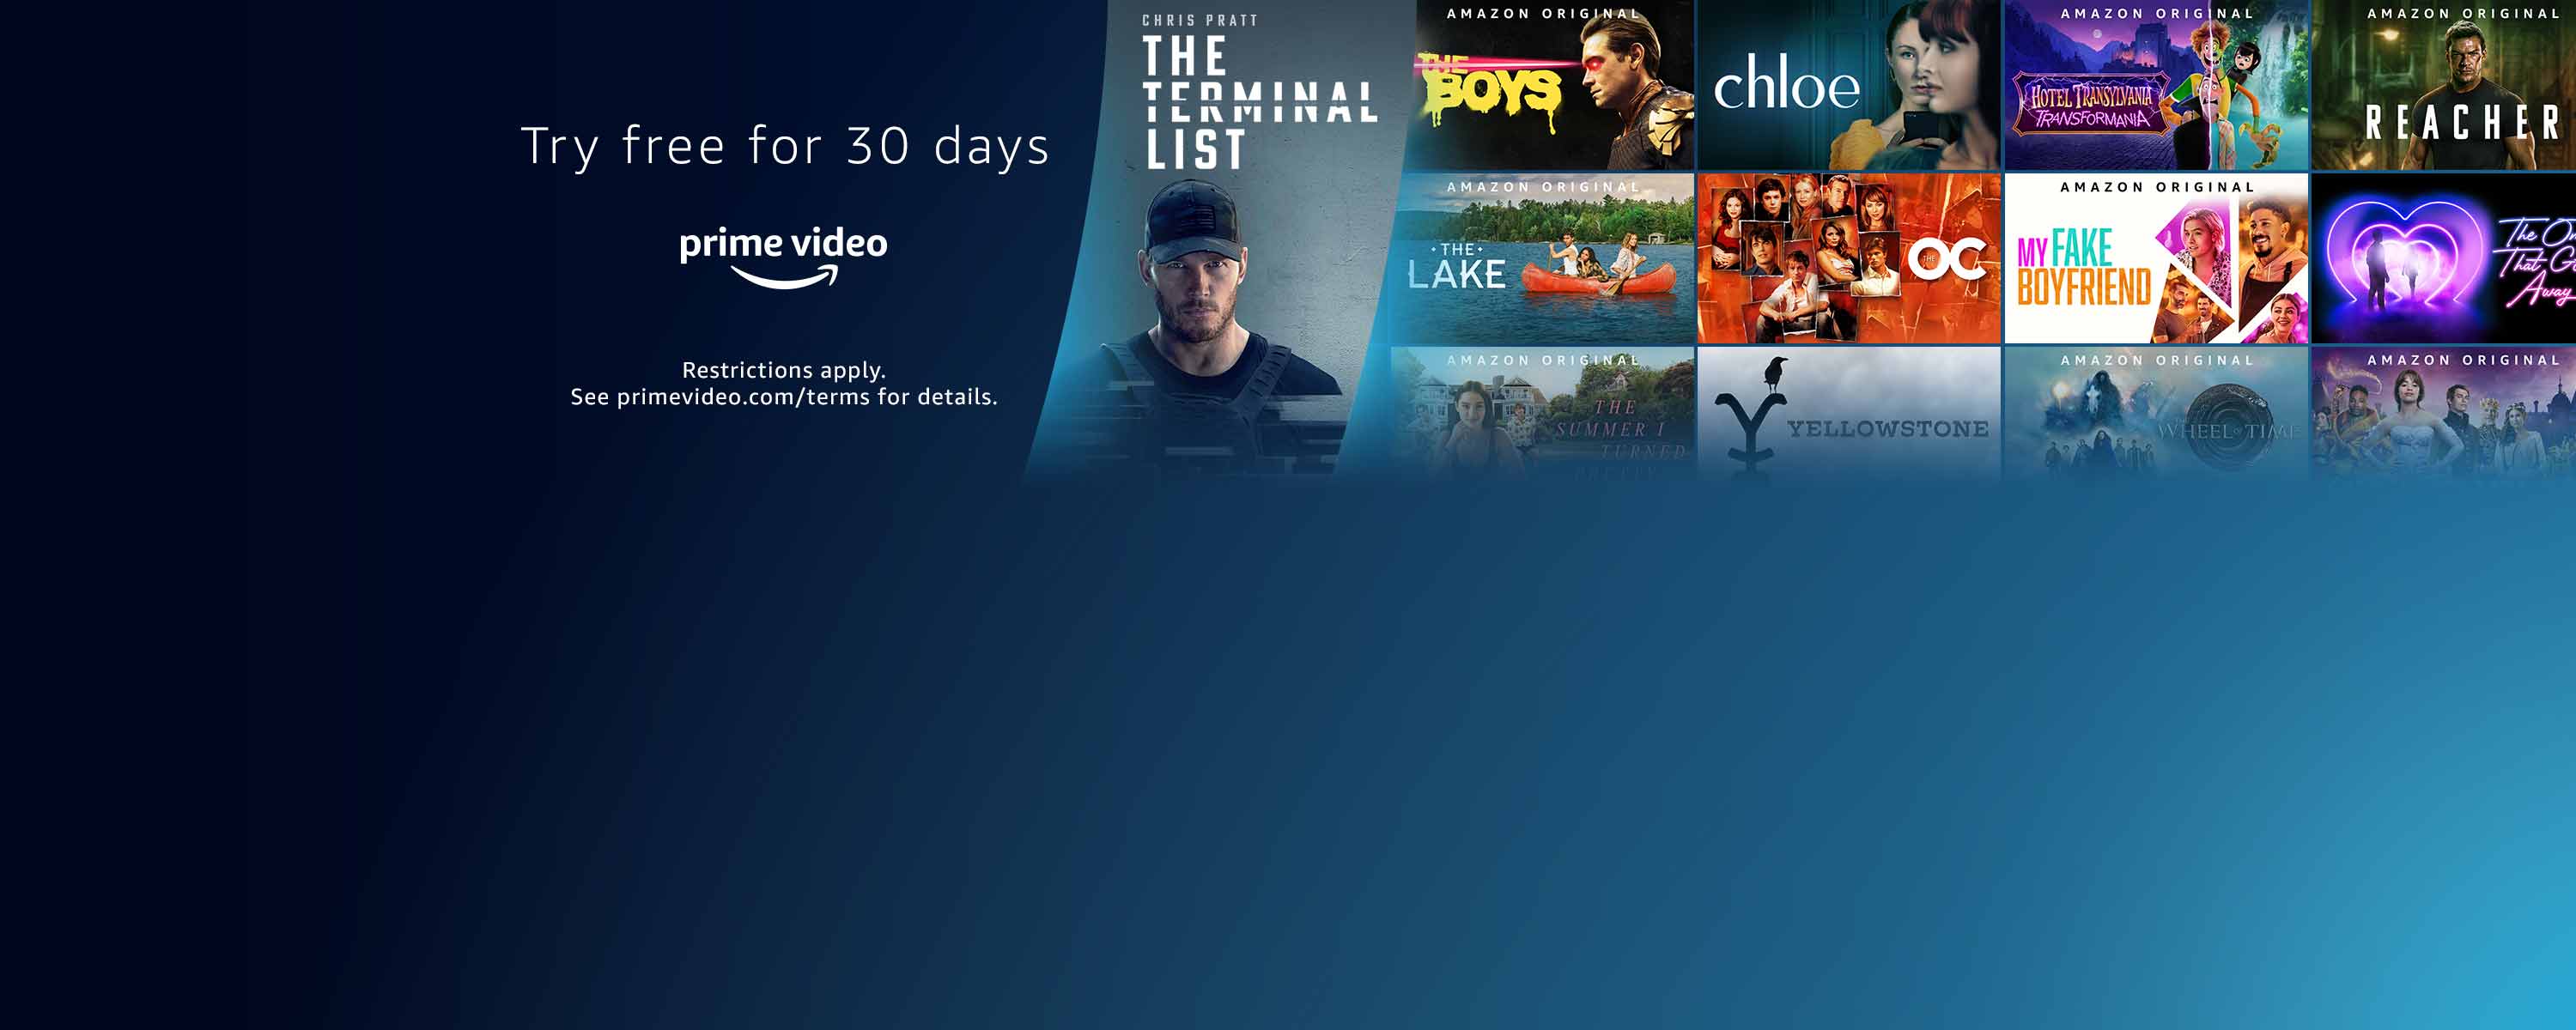 Try free for 30 days
prime video
Restrictions apply.
See primevideo.com/terms for details.
CHRIS PRATT
THE
TERMINAL
LIST
AMAZON ORIGINAL
THE
BOYS
chloe
AMAZON ORIGINAL
HOTEL TRANSYLVANIA
TRANSFORMANIA
AMAZON ORIGINAL
REACHER
AMAZON ORIGINAL
THE
LAKE
THE
OC
AMAZON ORIGINAL
MY FAKE
BOYFRIEND
The On
That G
Away
AMAZON ORIGINAL
THE
SUMMER I
TURNED
PRETTY
Y
YELLOWSTONE
AMAZON ORIGINAL
WHEEL OF TIME
AMAZON ORIGINAL